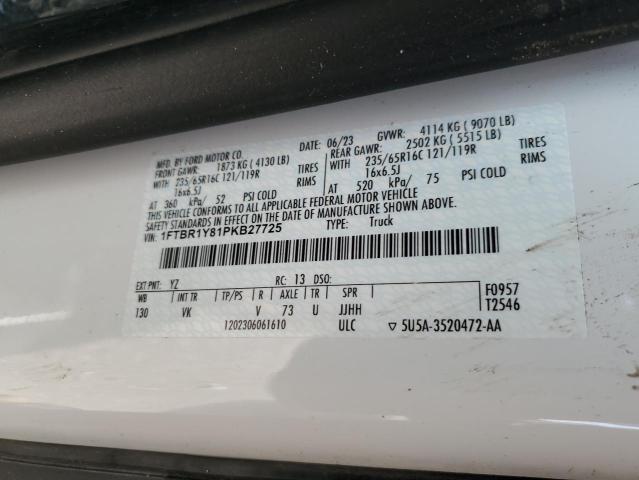 MFD. BY FORD MOTOR CO.
DATE: 06/23 GVWR: 4114 KG ( 9070 LB)
FRONT GAWR: 1873 KG ( 4130 LB) REAR GAWR: 2502 KG ( 5515 LB)
WITH 235/65R16C 121/119R TIRES WITH 235/65R16C 121/119R TIRES
16x6.5J 16x6.5J
AT 360 kPa/ 52 PSI COLD AT 520 kPa/ 75 PSI COLD
THIS VEHICLE CONFORMS TO ALL APPLICABLE FEDERAL MOTOR VEHICLE
SAFETY STANDARDS IN EFFECT ON THE DATE OF MANUFACTURE SHOWN ABOVE.
VIN: 1FTBR1Y81PKB27725 TYPE: Truck
EXT PNT: YZ RC: 13 DSO:
WB INT TR TP/PS R AXLE TR SPR F0957
130 VK V 73 U JJHH T2546
1202306061610 ULC ▽ 5U5A-3520472-AA